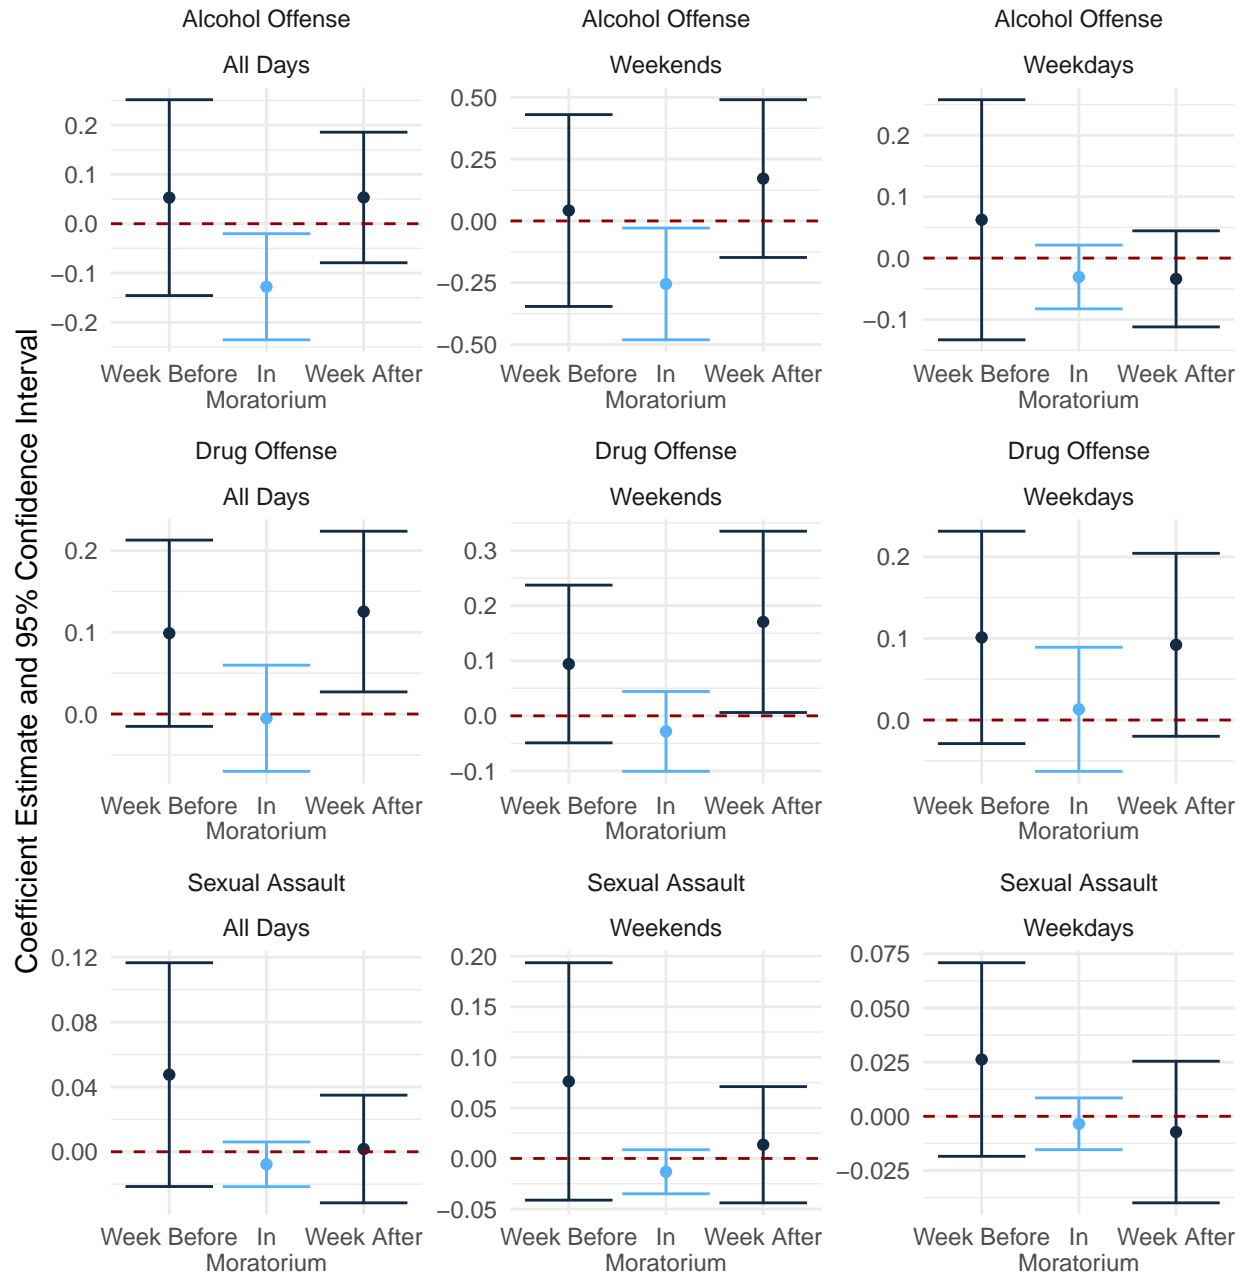 Coefficient Estimate and 95% Confidence Interval
Alcohol Offense
All Days
0.2
0.1
0.0
−0.1
−0.2
Week Before In Week After
Moratorium
Alcohol Offense
Weekends
0.50
0.25
0.00
−0.25
−0.50
Week Before In Week After
Moratorium
Alcohol Offense
Weekdays
0.2
0.1
0.0
−0.1
Week Before In Week After
Moratorium
Drug Offense
All Days
0.2
0.1
0.0
Week Before In Week After
Moratorium
Drug Offense
Weekends
0.3
0.2
0.1
0.0
−0.1
Week Before In Week After
Moratorium
Drug Offense
Weekdays
0.2
0.1
0.0
Week Before In Week After
Moratorium
Sexual Assault
All Days
0.12
0.08
0.04
0.00
Week Before In Week After
Moratorium
Sexual Assault
Weekends
0.20
0.15
0.10
0.05
0.00
−0.05
Week Before In Week After
Moratorium
Sexual Assault
Weekdays
0.075
0.050
0.025
0.000
−0.025
Week Before In Week After
Moratorium